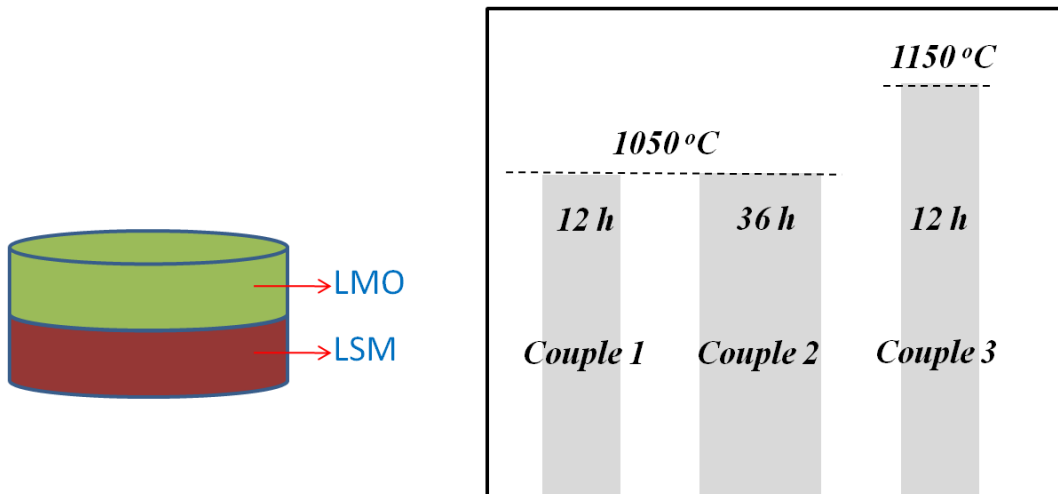 LMO
LSM
1150 °C
1050 °C
12 h
36 h
12 h
Couple 1
Couple 2
Couple 3